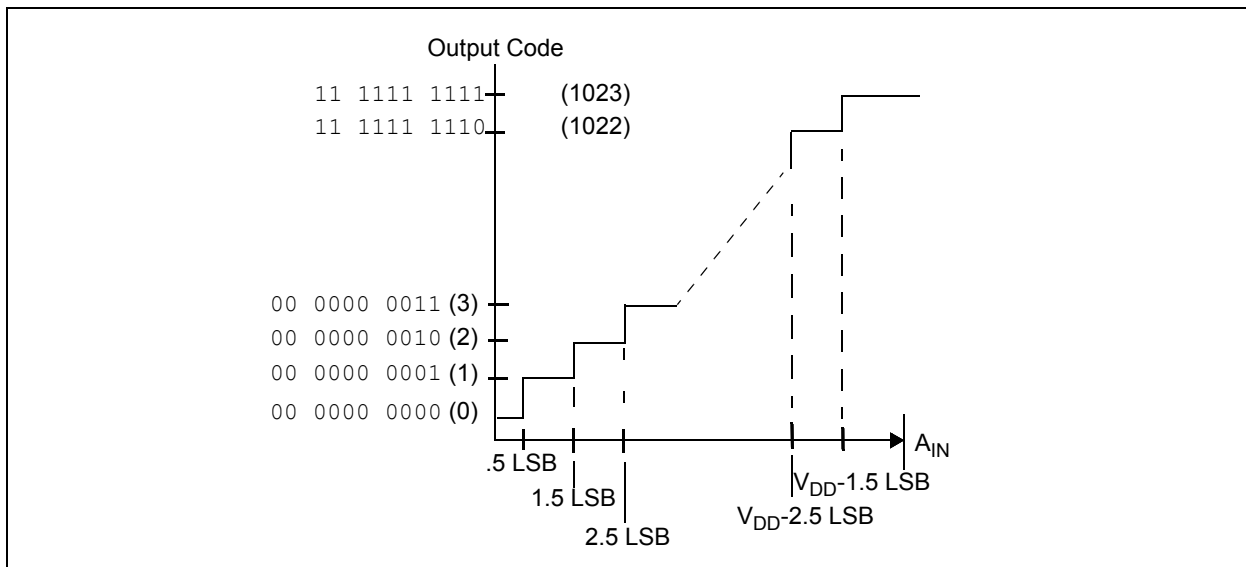 Output Code
11 1111 1111 (1023)
11 1111 1110 (1022)
00 0000 0011 (3)
00 0000 0010 (2)
00 0000 0001 (1)
00 0000 0000 (0)
AIN
.5 LSB
VDD-1.5 LSB
1.5 LSB
VDD-2.5 LSB
2.5 LSB